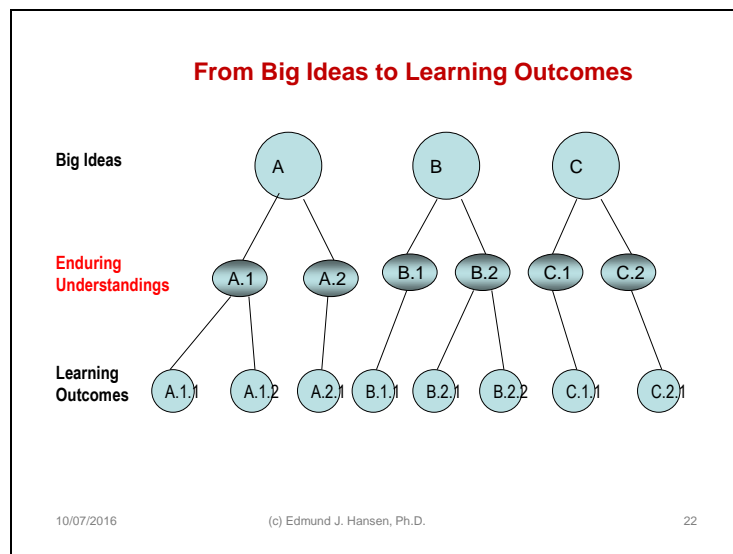 From Big Ideas to Learning Outcomes
Big Ideas
A
B
C
Enduring
Understandings
A.1
A.2
B.1
B.2
C.1
C.2
Learning
Outcomes
A.1.1
A.1.2
A.2.1
B.1.1
B.2.1
B.2.2
C.1.1
C.2.1
10/07/2016
(c) Edmund J. Hansen, Ph.D.
22